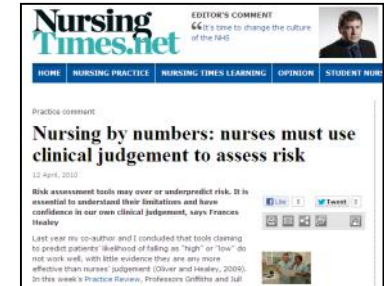 Nursing
Times.net
EDITOR'S COMMENT
It's time to change the culture
of the NHS
HOME NURSING PRACTICE NURSING TIMES LEARNING OPINION STUDENT NURS
Practice comment
Nursing by numbers: nurses must use
clinical judgement to assess risk
12 April, 2010
Risk assessment tools may over or underpredict risk. It is
essential to understand their limitations and have
confidence in our own clinical judgement, says Frances
Healey
Like
Tweet
Last year my co-author and I concluded that tools claiming
to predict patients' likelihood of falling as "high" or "low" do
not work well, with little evidence they are any more
effective than nurses' judgement (Oliver and Healey, 2009).
In this week's Practice Review, Professors Griffiths and Jull